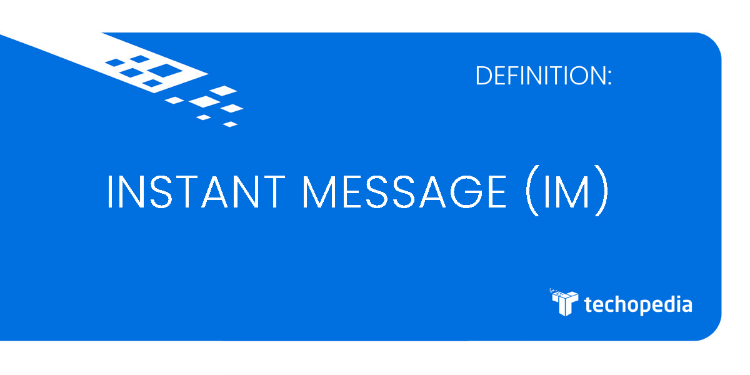 DEFINITION:
INSTANT MESSAGE (IM)
techopedia